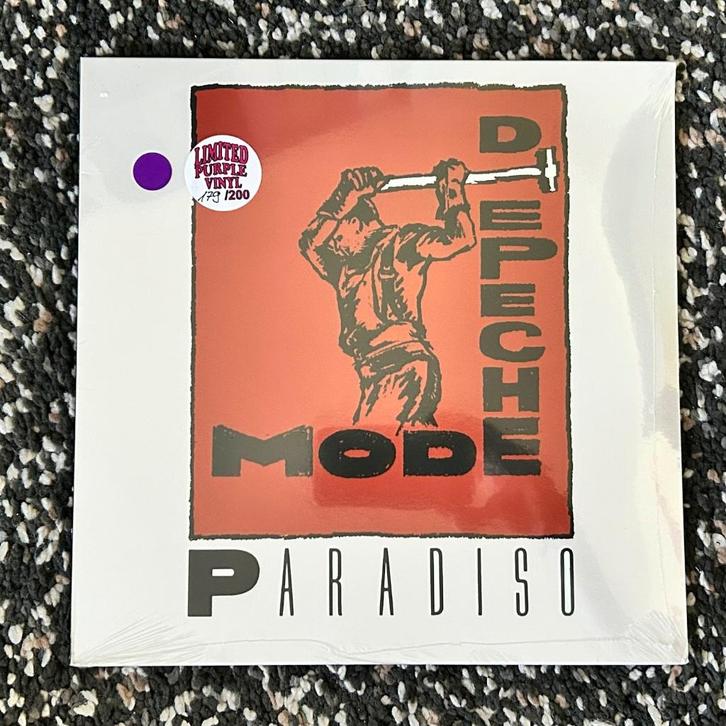 LIMITED
PURPLE
VINYL
179 /200
DEPECHE
MODE
PARADISO